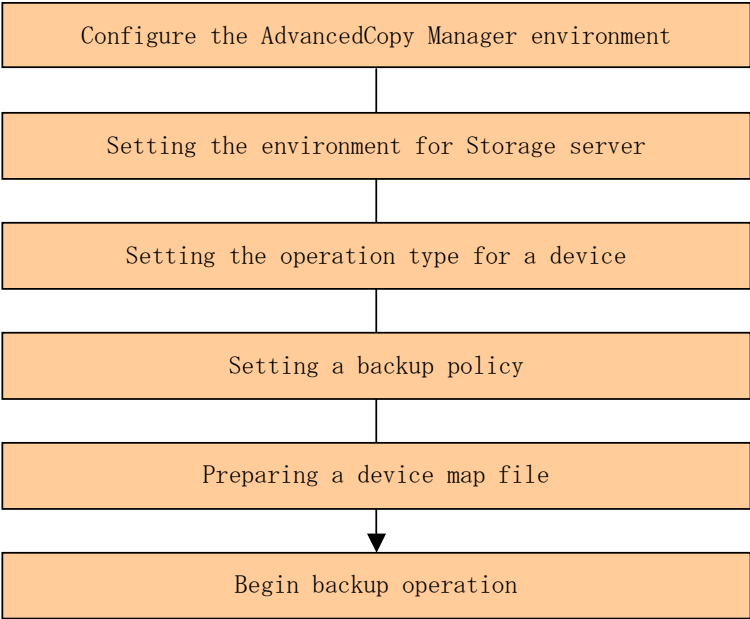 Configure the AdvancedCopy Manager environment
Setting the environment for Storage server
Setting the operation type for a device
Setting a backup policy
Preparing a device map file
Begin backup operation